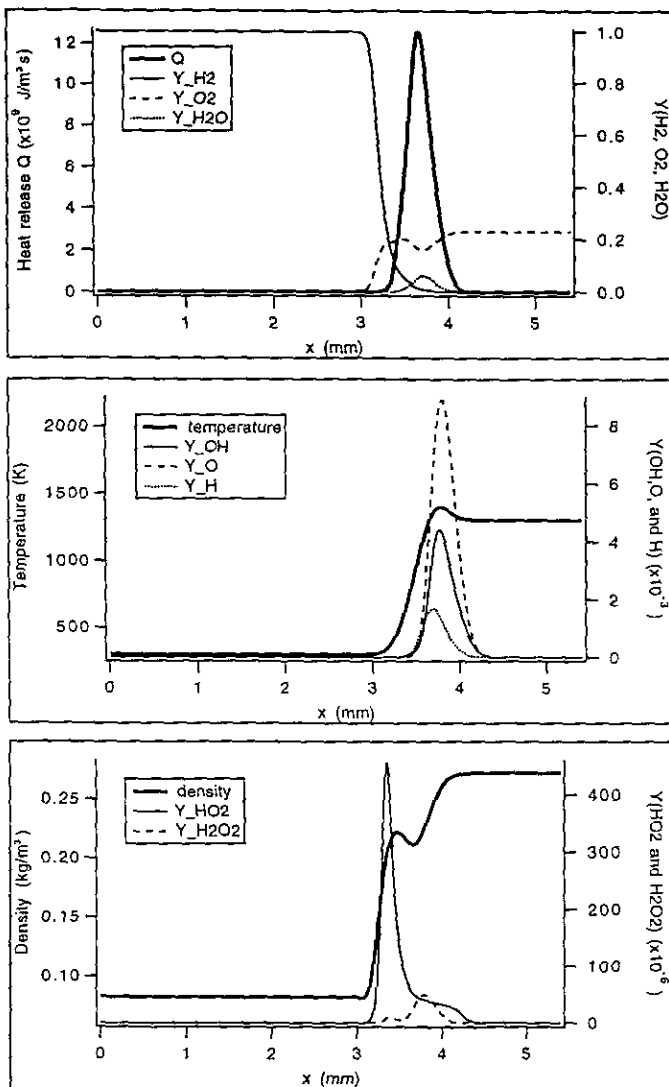 Heat release Q (x10⁹ J/m³ s)
12
10
8
6
4
2
0
Q
Y_H2
Y_O2
Y_H2O
1.0
0.8
0.6
0.4
0.2
0.0
Y(H2, O2, H2O)
0 1 2 3 4 5
x (mm)
Temperature (K)
2000
1500
1000
500
temperature
Y_OH
Y_O
Y_H
8
6
4
2
0
Y(OH,O, and H) (x10⁻³)
0 1 2 3 4 5
x (mm)
Density (kg/m³)
0.25
0.20
0.15
0.10
density
Y_HO2
Y_H2O2
400
300
200
100
0
Y(HO2 and H2O2) (x10⁻⁶)
0 1 2 3 4 5
x (mm)